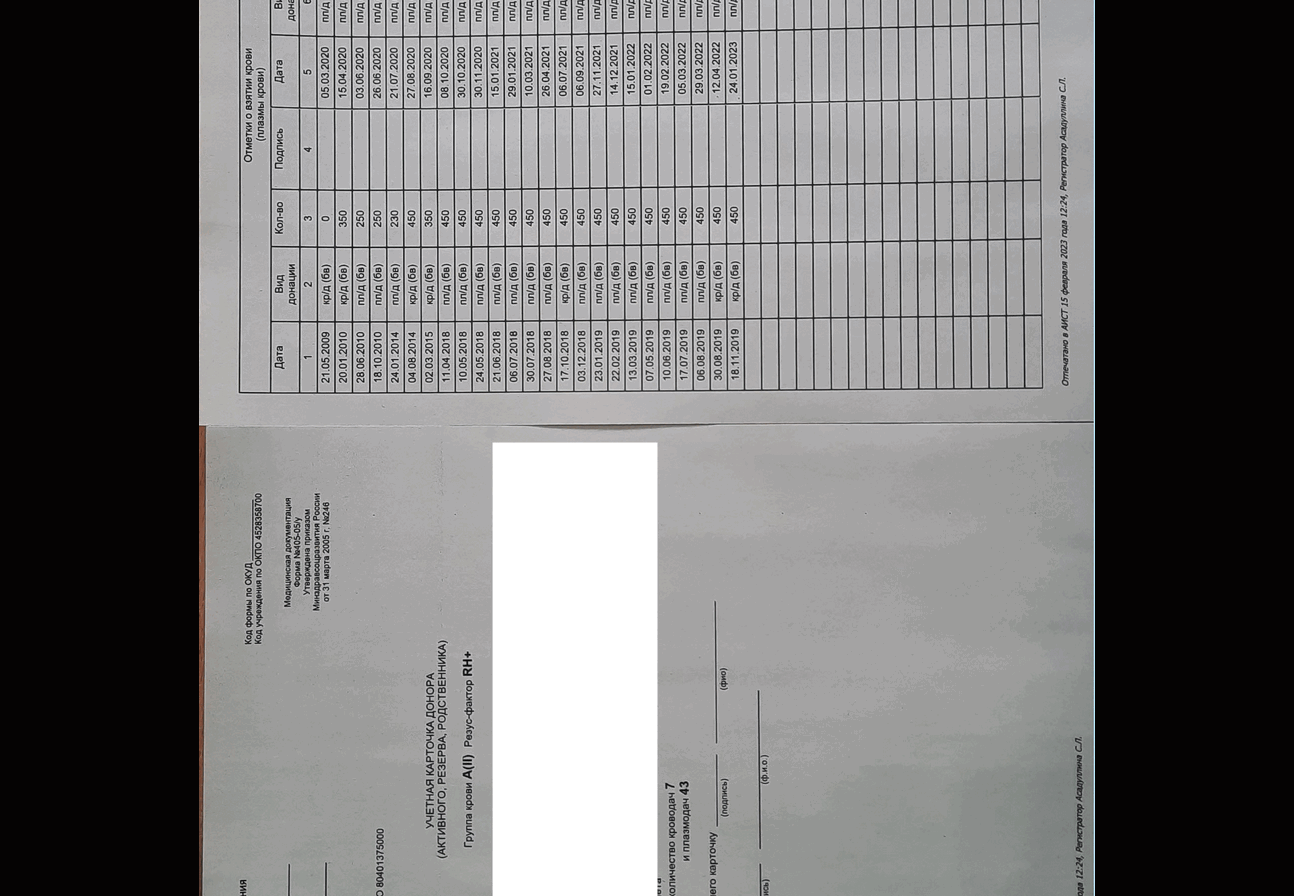 Код формы по ОКУД
Код учреждения по ОКПО 4528358700
Медицинская документация
Форма №405-05/у
Утверждена приказом
Минздравсоцразвития России
от 31 марта 2005 г. №246
80401375000
УЧЕТНАЯ КАРТОЧКА ДОНОРА
(АКТИВНОГО, РЕЗЕРВА, РОДСТВЕННИКА)
Группа крови A(II) Резус-фактор RH+
количество кроводач 7
и плазмодач 43
карточку
(подпись) (фио)
(ф.и.о.)
года 12:24, Регистратор Асадуллина С.Л.
Отметки о взятии крови
(плазмы крови)
Дата Вид донации Кол-во Подпись Дата
1 2 3 4 5 6
21.05.2009 кр/д (бв) 0 05.03.2020 пл/д
20.01.2010 кр/д (бв) 350 15.04.2020 пл/д
28.06.2010 пл/д (бв) 250 03.06.2020 пл/д
18.10.2010 пл/д (бв) 250 26.06.2020 пл/д
24.01.2014 пл/д (бв) 230 21.07.2020 пл/д
04.08.2014 кр/д (бв) 450 27.08.2020 пл/д
02.03.2015 кр/д (бв) 350 16.09.2020 пл/д
11.04.2018 пл/д (бв) 450 08.10.2020 пл/д
10.05.2018 пл/д (бв) 450 30.10.2020 пл/д
24.05.2018 пл/д (бв) 450 30.11.2020 пл/д
21.06.2018 пл/д (бв) 450 15.01.2021 пл/д
06.07.2018 пл/д (бв) 450 29.01.2021 пл/д
30.07.2018 пл/д (бв) 450 10.03.2021 пл/д
27.08.2018 пл/д (бв) 450 26.04.2021 пл/д
17.10.2018 кр/д (бв) 450 06.07.2021 пл/д
03.12.2018 пл/д (бв) 450 06.09.2021 пл/д
23.01.2019 пл/д (бв) 450 27.11.2021 пл/д
22.02.2019 пл/д (бв) 450 14.12.2021 пл/д
13.03.2019 пл/д (бв) 450 15.01.2022 пл/д
07.05.2019 пл/д (бв) 450 01.02.2022 пл/д
10.06.2019 пл/д (бв) 450 19.02.2022 пл/д
17.07.2019 пл/д (бв) 450 05.03.2022 пл/д
06.08.2019 пл/д (бв) 450 29.03.2022 пл/д
30.08.2019 кр/д (бв) 450 12.04.2022 пл/д
18.11.2019 кр/д (бв) 450 24.01.2023 пл/д
Отпечатано в АИСТ 15 февраля 2023 года 12:24, Регистратор Асадуллина С.Л.